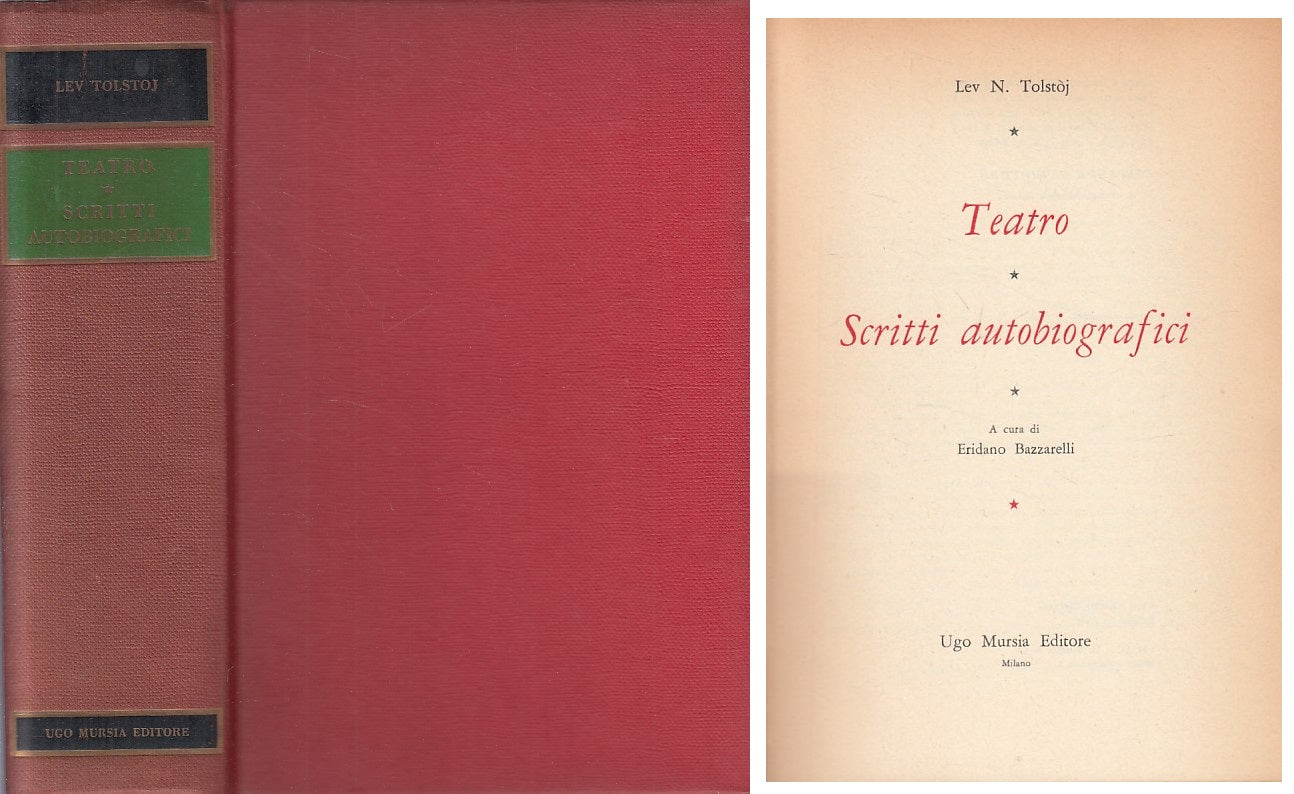 LEV TOLSTOJ
TEATRO
★
SCRITTI
AUTOBIOGRAFICI
UGO MURSIA EDITORE
Lev N. Tolstòj
★
Teatro
★
Scritti autobiografici
★
A cura di
Eridano Bazzarelli
★
Ugo Mursia Editore
Milano